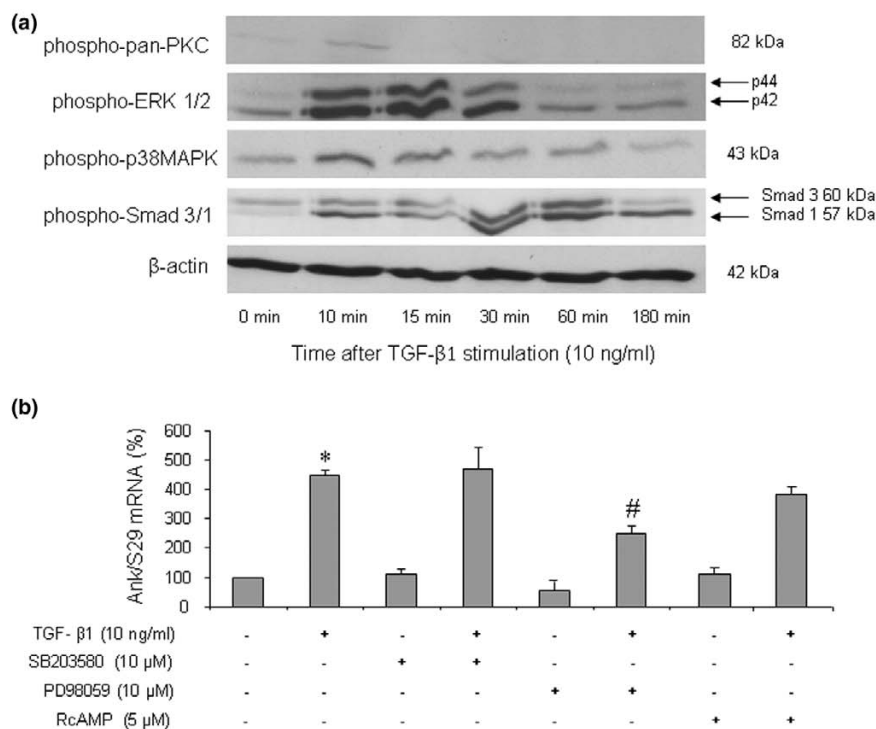 (a)
phospho-pan-PKC 82 kDa
phospho-ERK 1/2 p44
p42
phospho-p38MAPK 43 kDa
phospho-Smad 3/1 Smad 3 60 kDa
Smad 1 57 kDa
β-actin 42 kDa
0 min 10 min 15 min 30 min 60 min 180 min
Time after TGF-β1 stimulation (10 ng/ml)
(b)
Ank/S29 mRNA (%)
600
500
400
300
200
100
0
* # 
TGF- β1 (10 ng/ml) - + - + - + - +
SB203580 (10 µM) - - + + - - - -
PD98059 (10 µM) - - - - + + - -
RcAMP (5 µM) - - - - - - + +